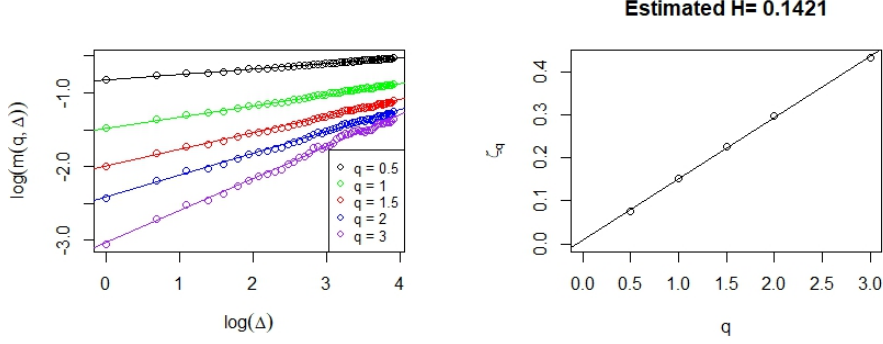 log(m(q, Δ))
-1.0
-2.0
-3.0
q = 0.5
q = 1
q = 1.5
q = 2
q = 3
0 1 2 3 4
log(Δ)
Estimated H= 0.1421
ζq
0.4
0.3
0.2
0.1
0.0
0.0 0.5 1.0 1.5 2.0 2.5 3.0
q